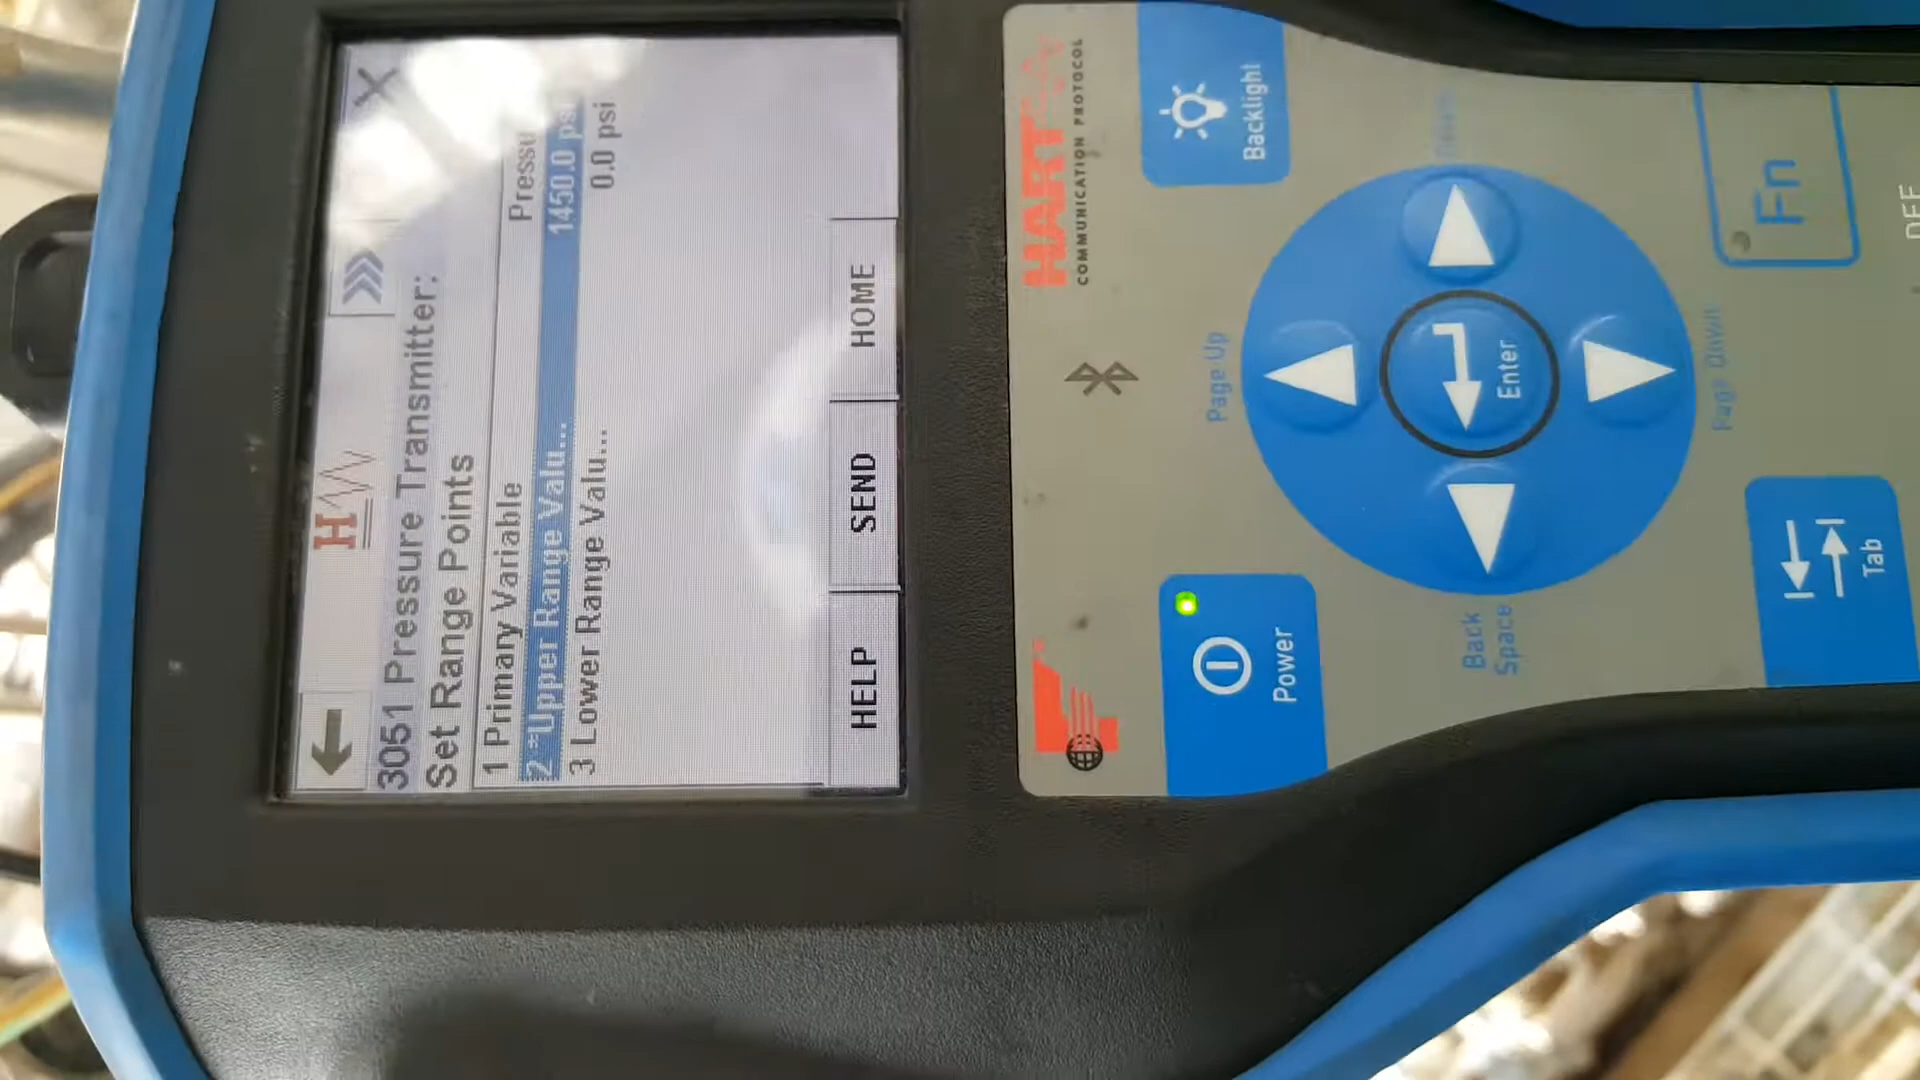 3051 Pressure Transmitter:
Set Range Points
1 Primary Variable Pressu
2 *Upper Range Valu... 1450.0 psi
3 Lower Range Valu... 0.0 psi
HELP SEND HOME
HART
COMMUNICATION PROTOCOL
Power
Backlight
Page Up
Back
Space
Enter
Page Down
Tab
Fn